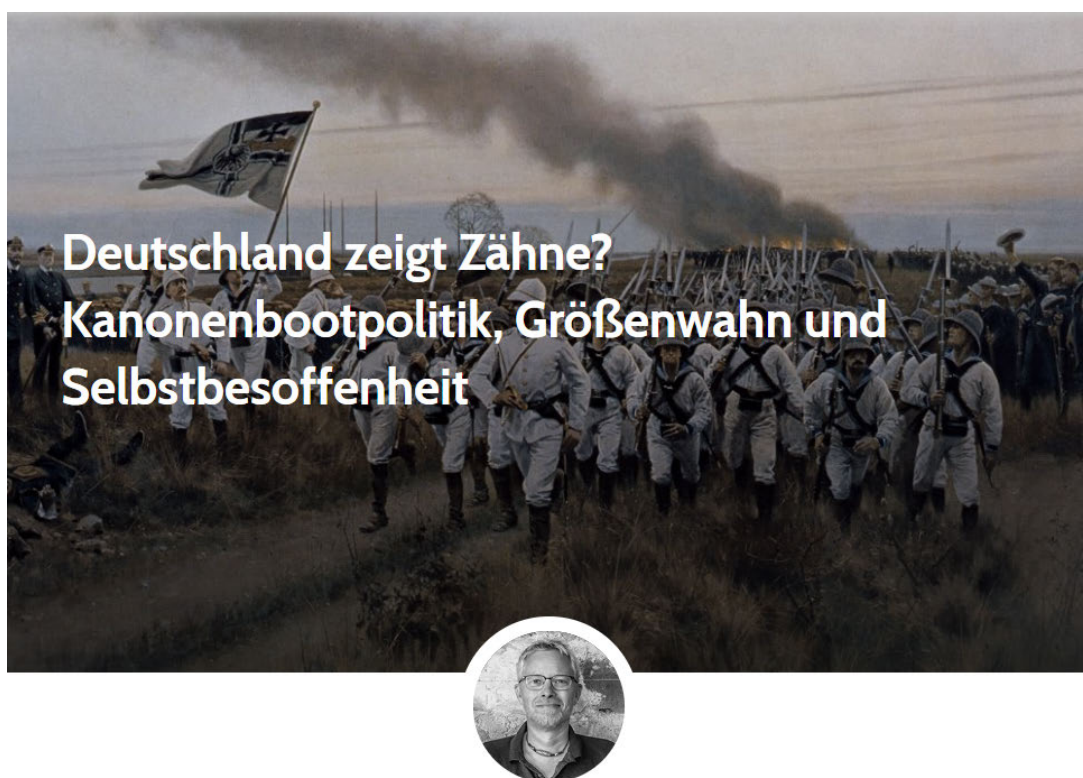 Deutschland zeigt Zähne?
Kanonenbootpolitik, Größenwahn und
Selbstbesoffenheit